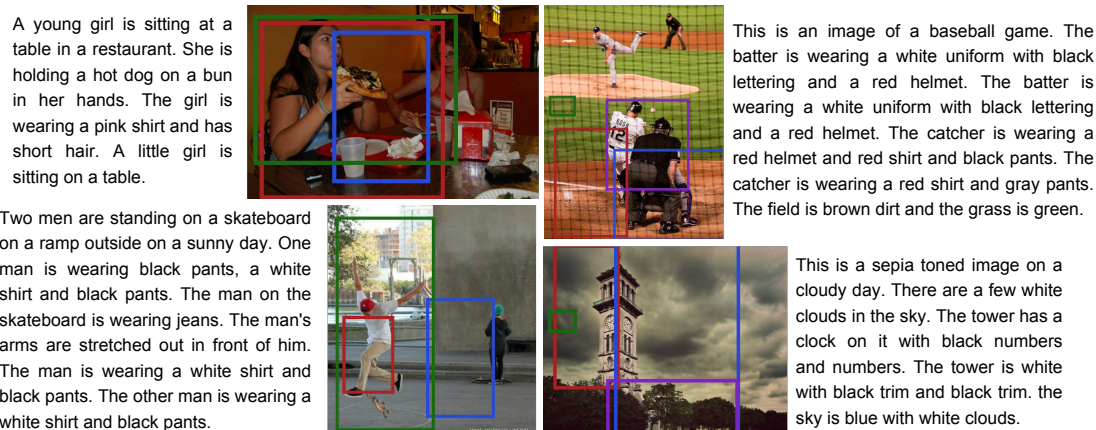 A young girl is sitting at a
table in a restaurant. She is
holding a hot dog on a bun
in her hands. The girl is
wearing a pink shirt and has
short hair. A little girl is
sitting on a table.
This is an image of a baseball game. The
batter is wearing a white uniform with black
lettering and a red helmet. The batter is
wearing a white uniform with black lettering
and a red helmet. The catcher is wearing a
red helmet and red shirt and black pants. The
catcher is wearing a red shirt and gray pants.
The field is brown dirt and the grass is green.
12
Two men are standing on a skateboard
on a ramp outside on a sunny day. One
man is wearing black pants, a white
shirt and black pants. The man on the
skateboard is wearing jeans. The man's
arms are stretched out in front of him.
The man is wearing a white shirt and
black pants. The other man is wearing a
white shirt and black pants.
This is a sepia toned image on a
cloudy day. There are a few white
clouds in the sky. The tower has a
clock on it with black numbers
and numbers. The tower is white
with black trim and black trim. the
sky is blue with white clouds.